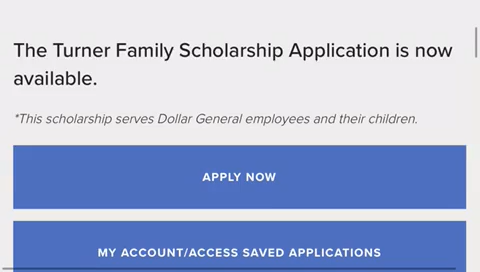 The Turner Family Scholarship Application is now
available.
*This scholarship serves Dollar General employees and their children.
APPLY NOW
MY ACCOUNT/ACCESS SAVED APPLICATIONS